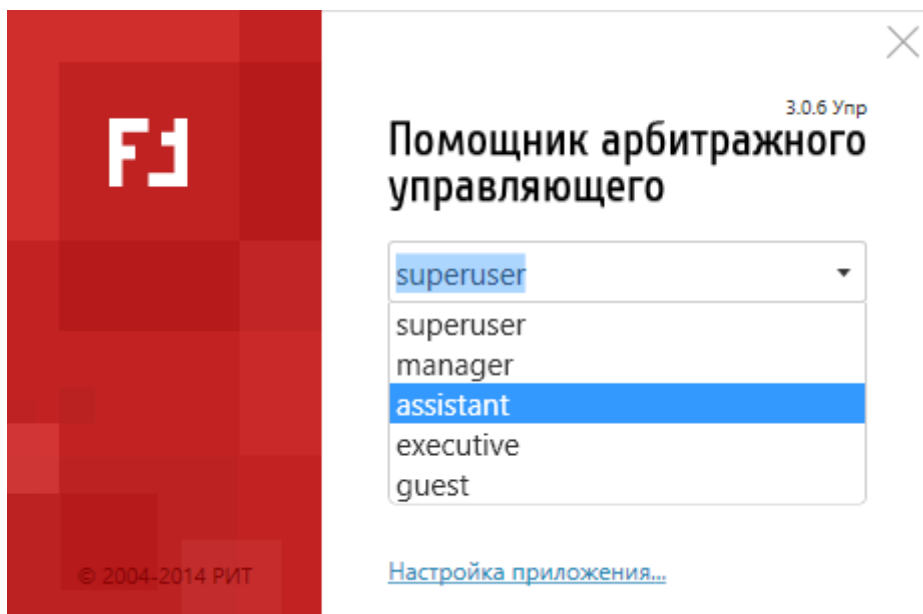 3.0.6 Упр
Помощник арбитражного
управляющего
superuser
superuser
manager
assistant
executive
guest
Настройка приложения...
© 2004-2014 РИТ